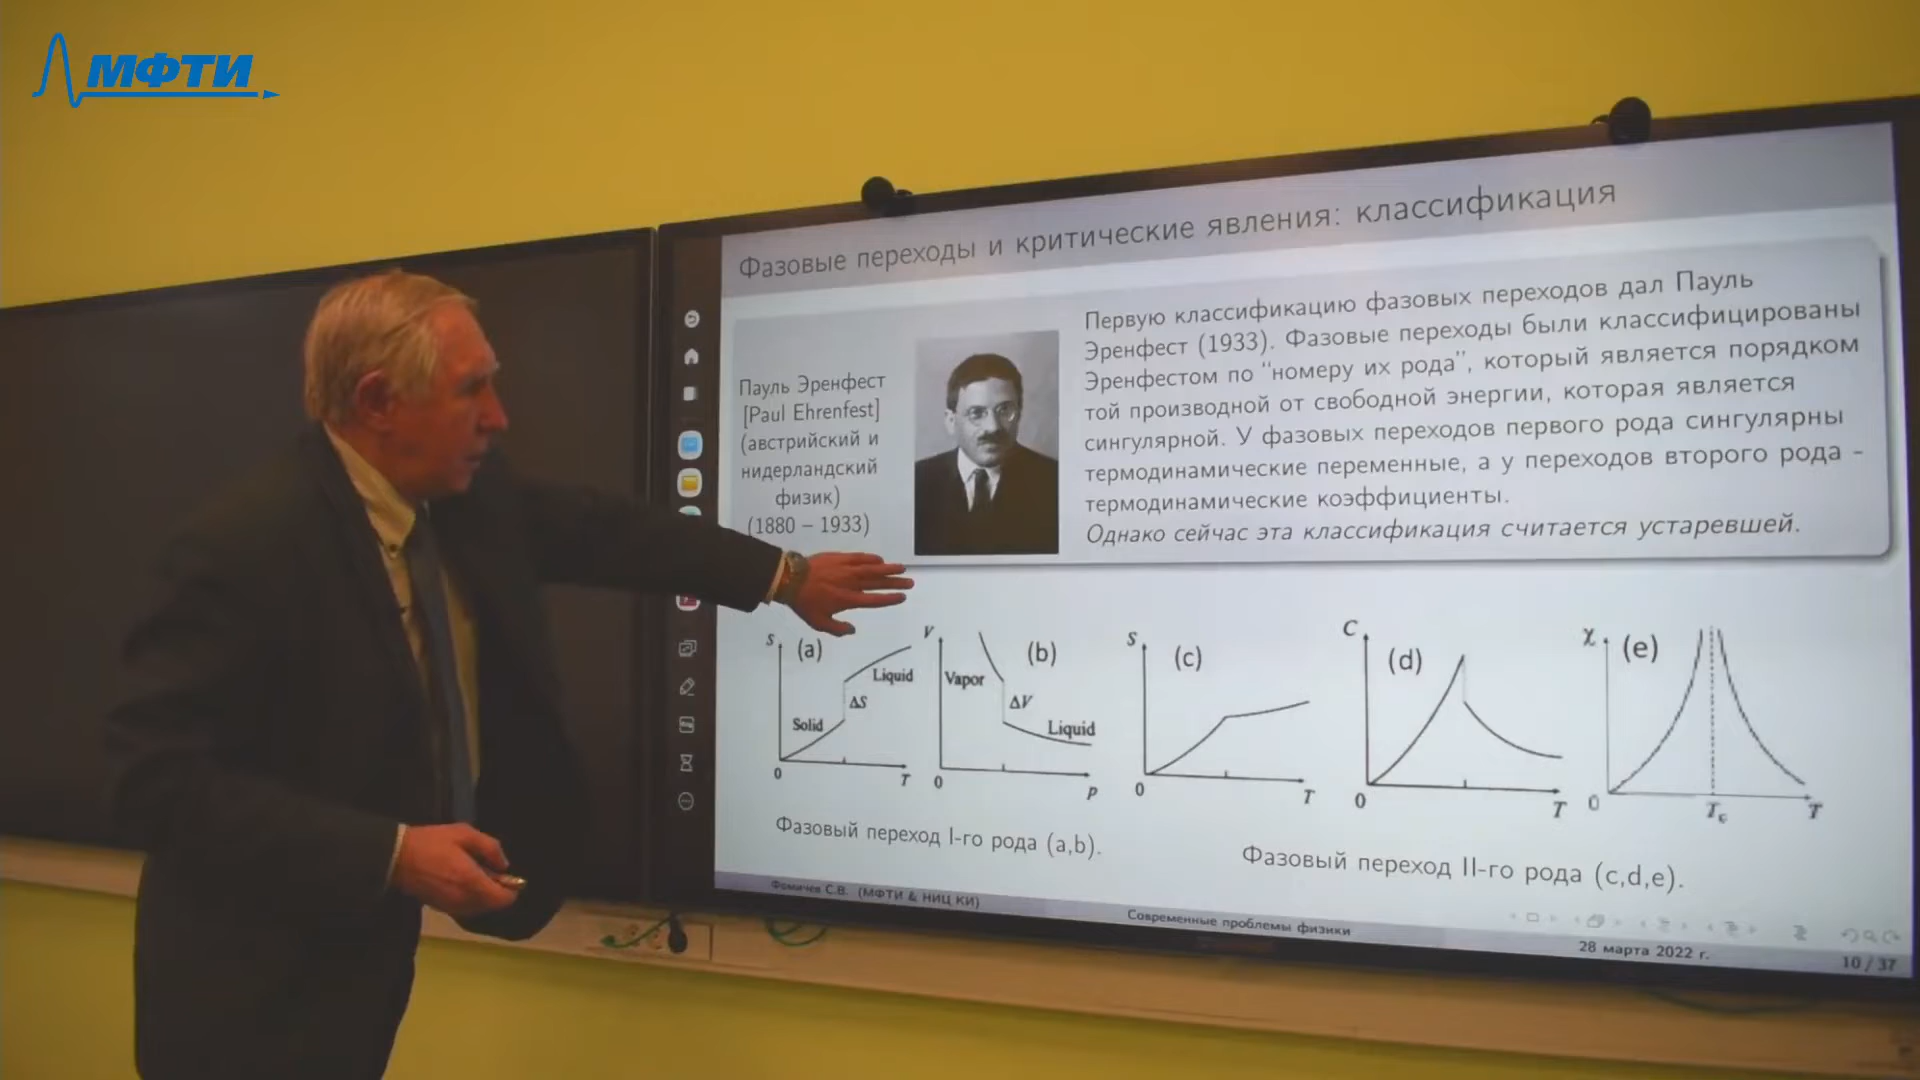 МФТИ
Фазовые переходы и критические явления: классификация
Пауль Эренфест
[Paul Ehrenfest]
(австрийский и
нидерландский
физик)
(1880 – 1933)
Первую классификацию фазовых переходов дал Пауль
Эренфест (1933). Фазовые переходы были классифицированы
Эренфестом по "номеру их рода", который является порядком
той производной от свободной энергии, которая является
сингулярной. У фазовых переходов первого рода сингулярны
термодинамические переменные, а у переходов второго рода -
термодинамические коэффициенты.
Однако сейчас эта классификация считается устаревшей.
S (a) Liquid ΔS Solid 0 T
V (b) Vapor ΔV Liquid 0 P
S (c) 0 T
C (d) 0 T
χ (e) 0 Tc T
Фазовый переход I-го рода (a,b).
Фазовый переход II-го рода (c,d,e).
Фомичев С.В. (МФТИ & НИЦ КИ)
Современные проблемы физики
28 марта 2022 г.
10 / 37